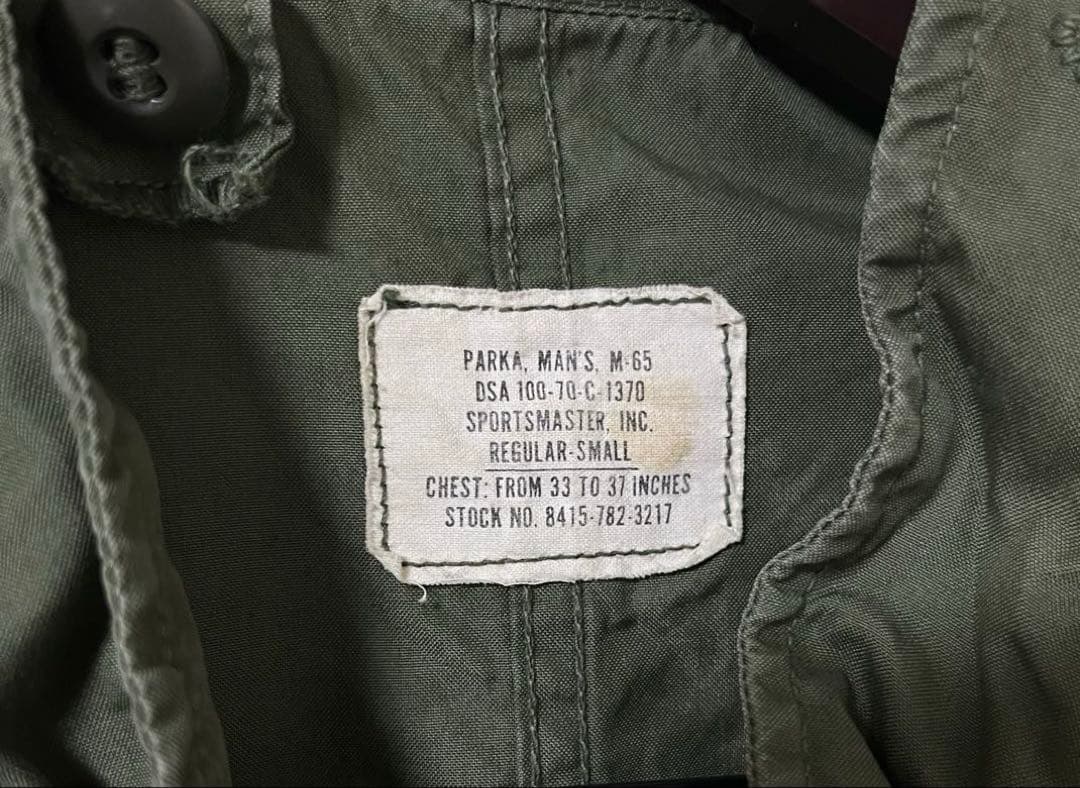 PARKA, MAN'S, M-65
DSA 100-70-C-1370
SPORTSMASTER, INC.
REGULAR-SMALL
CHEST: FROM 33 TO 37 INCHES
STOCK NO. 8415-782-3217